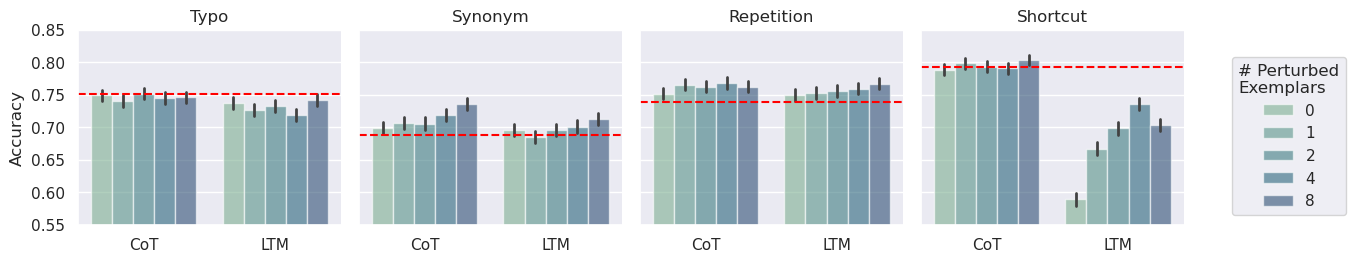 Typo Synonym Repetition Shortcut
0.85
0.80
0.75
0.70
0.65
0.60
0.55
Accuracy
CoT LTM CoT LTM CoT LTM CoT LTM
# Perturbed
Exemplars
0
1
2
4
8